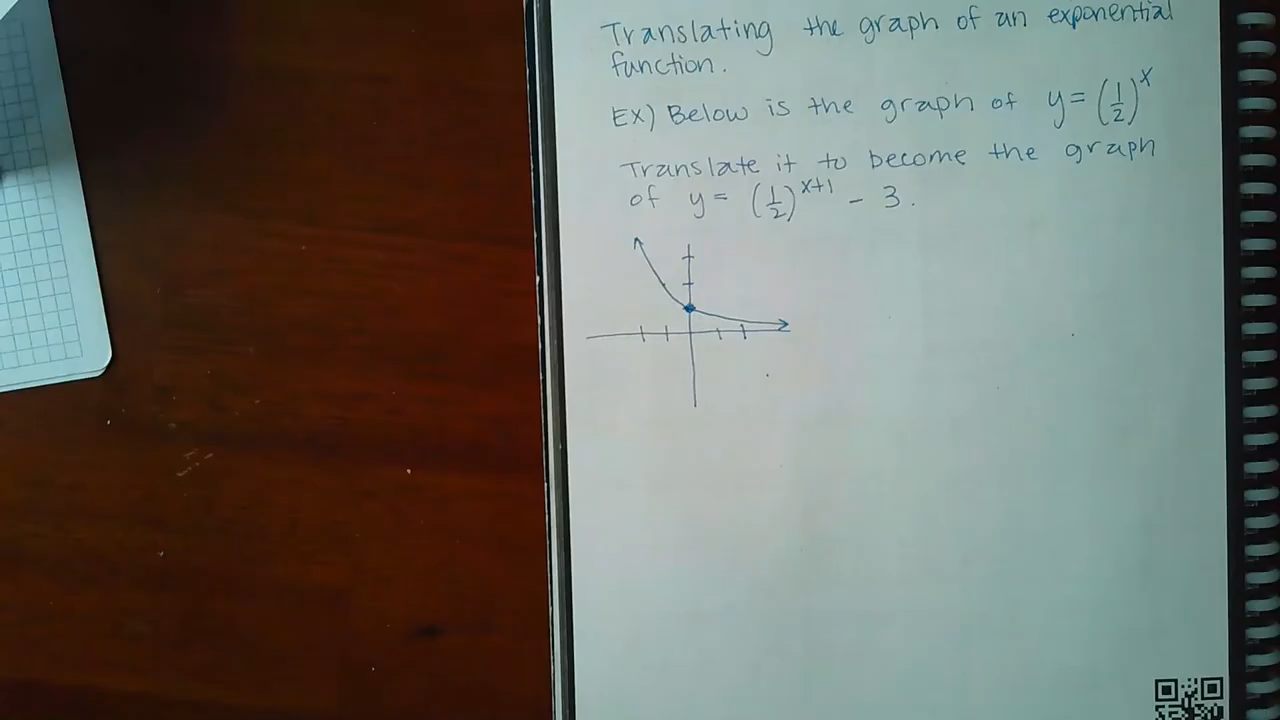 Translating the graph of an exponential
function.
EX) Below is the graph of y = (1/2)^x
Translate it to become the graph
of y = (1/2)^{x+1} - 3.